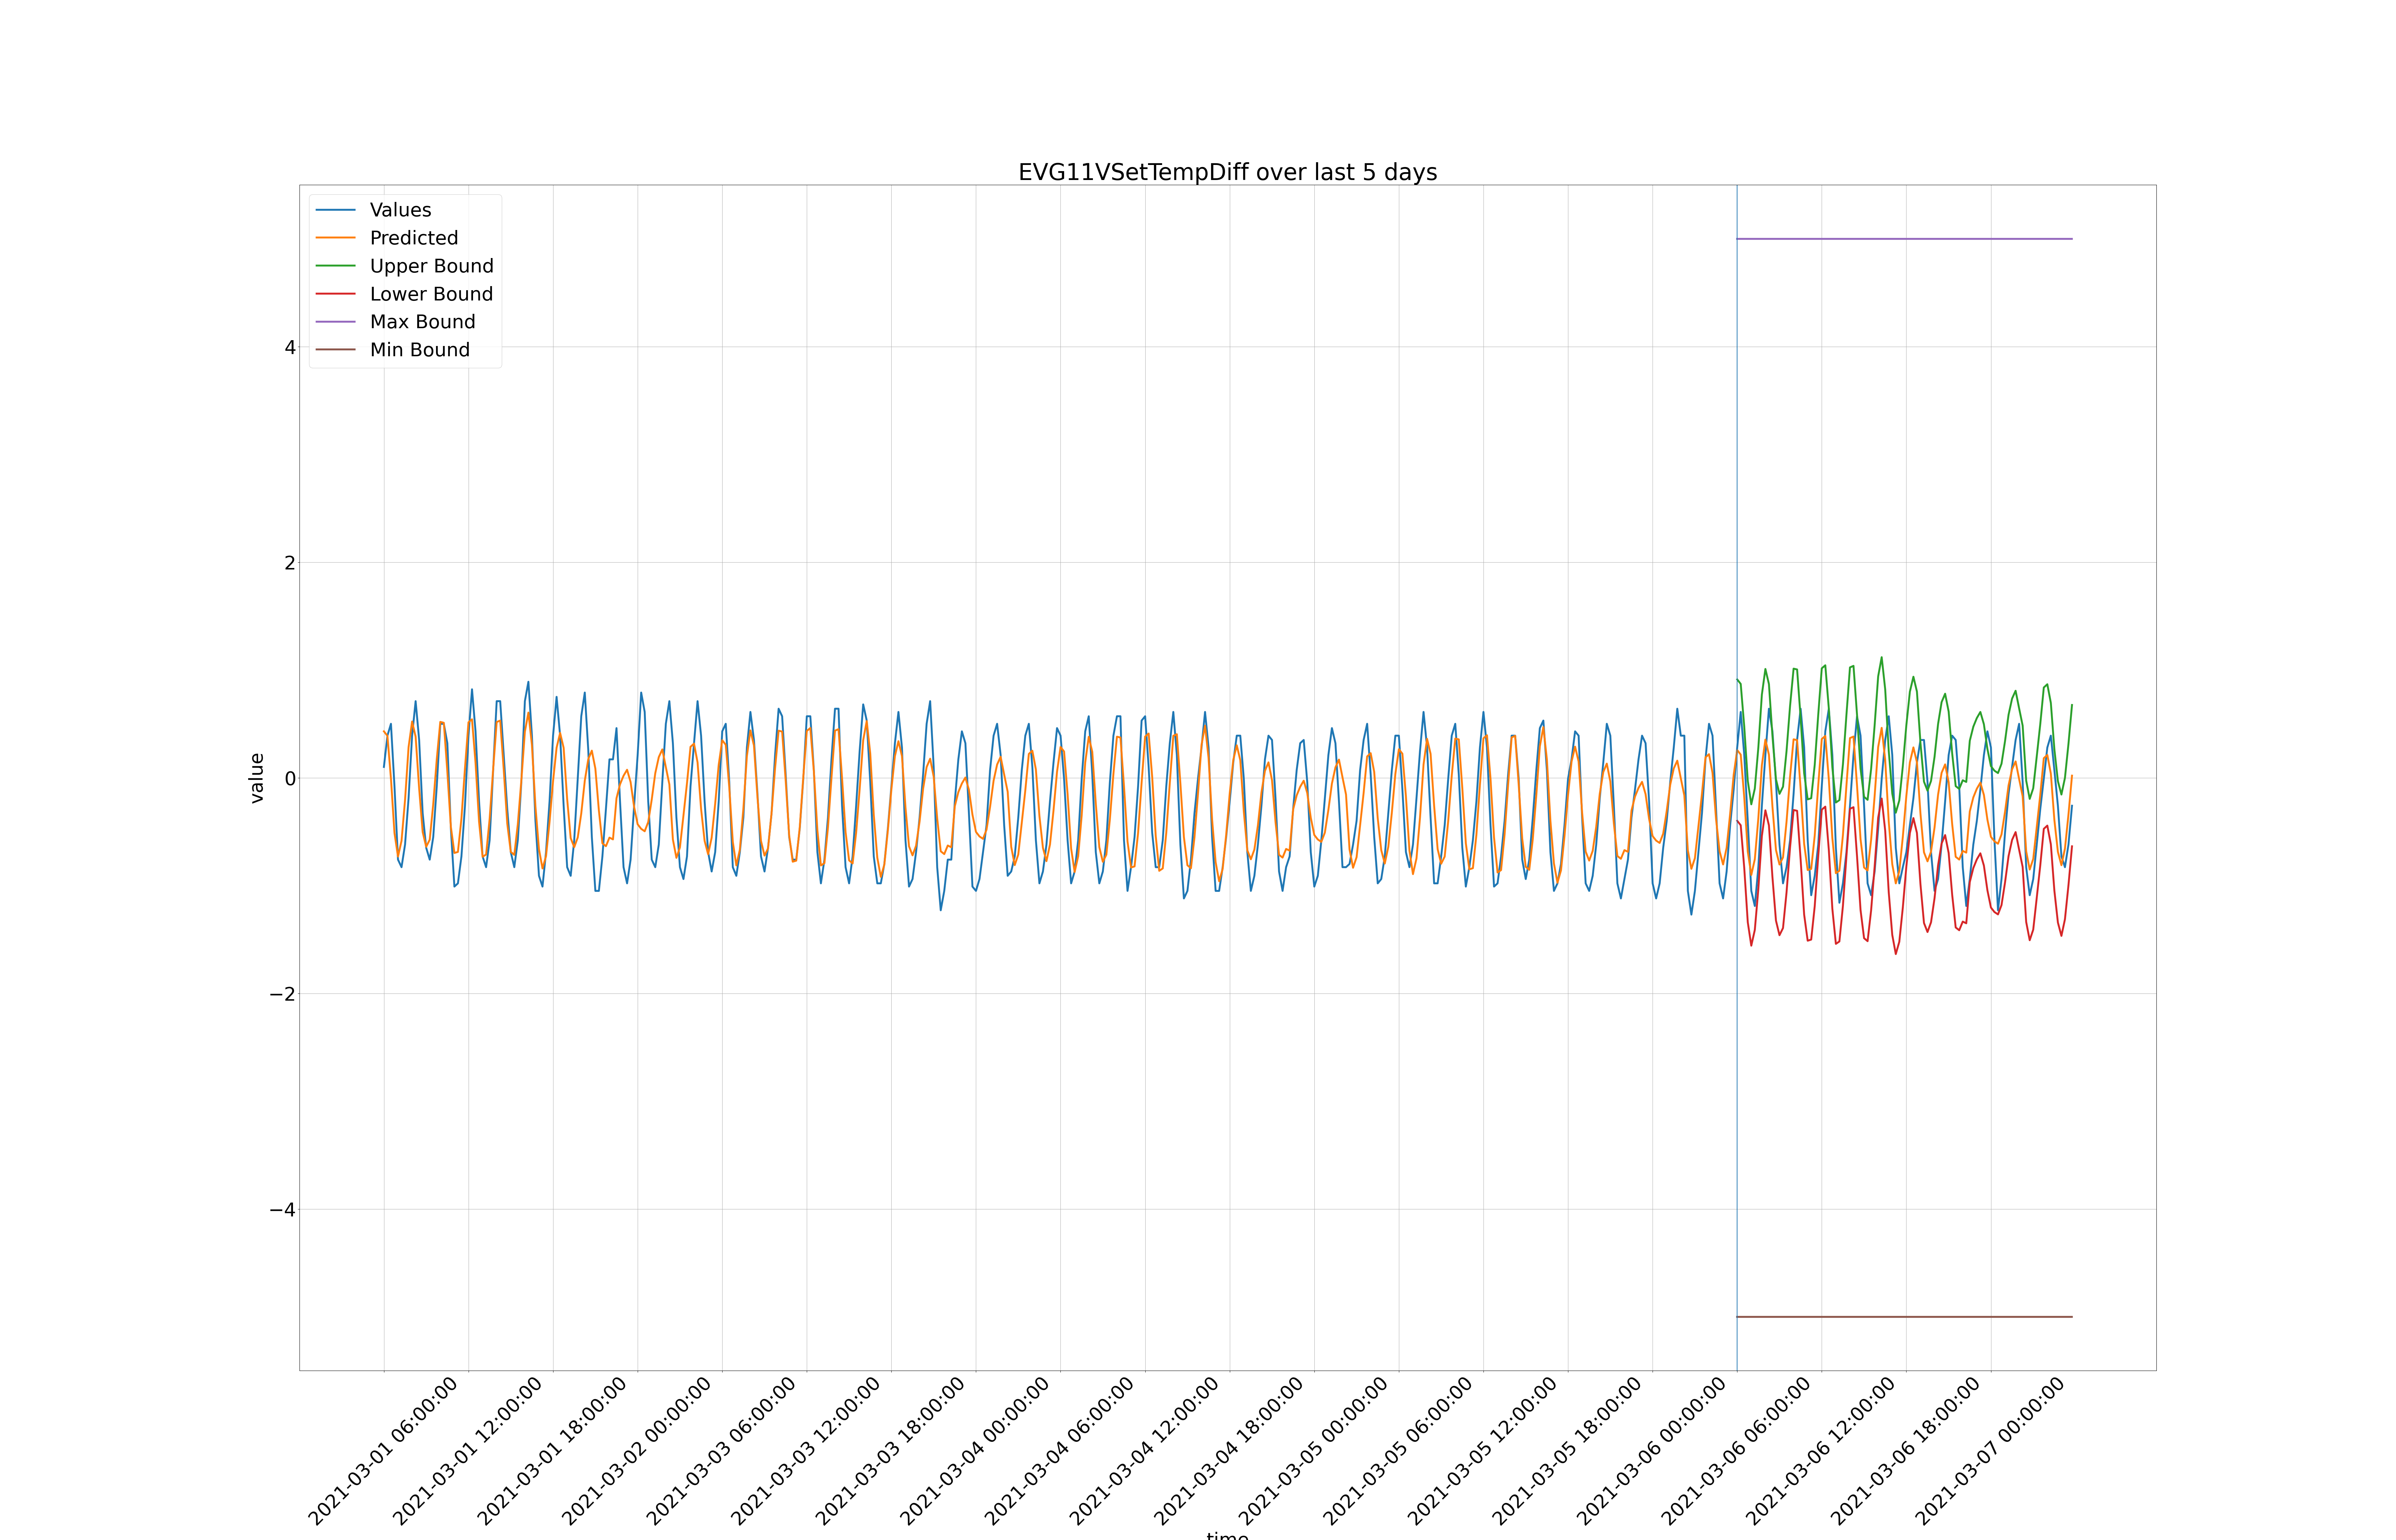 EVG11VSetTempDiff over last 5 days
Values
Predicted
Upper Bound
Lower Bound
Max Bound
Min Bound
value
4
2
0
−2
−4
2021-03-01 06:00:00
2021-03-01 12:00:00
2021-03-01 18:00:00
2021-03-02 00:00:00
2021-03-03 06:00:00
2021-03-03 12:00:00
2021-03-03 18:00:00
2021-03-04 00:00:00
2021-03-04 06:00:00
2021-03-04 12:00:00
2021-03-04 18:00:00
2021-03-05 00:00:00
2021-03-05 06:00:00
2021-03-05 12:00:00
2021-03-05 18:00:00
2021-03-06 00:00:00
2021-03-06 06:00:00
2021-03-06 12:00:00
2021-03-06 18:00:00
2021-03-07 00:00:00
time